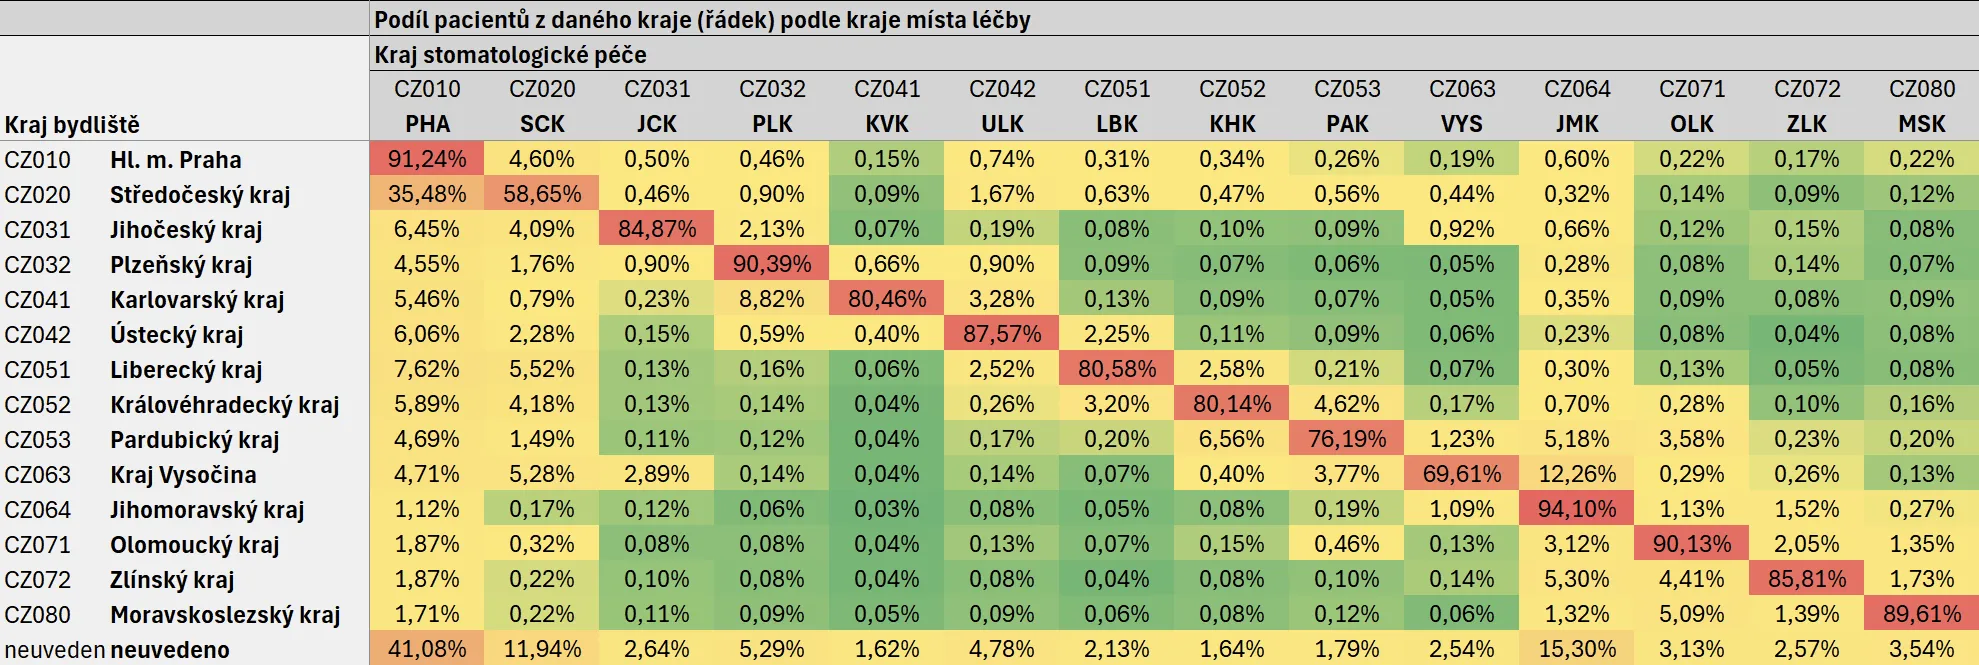 Podíl pacientů z daného kraje (řádek) podle kraje místa léčby
Kraj stomatologické péče
CZ010 CZ020 CZ031 CZ032 CZ041 CZ042 CZ051 CZ052 CZ053 CZ063 CZ064 CZ071 CZ072 CZ080
Kraj bydliště PHA SCK JCK PLK KVK ULK LBK KHK PAK VYS JMK OLK ZLK MSK
CZ010 Hl. m. Praha 91,24% 4,60% 0,50% 0,46% 0,15% 0,74% 0,31% 0,34% 0,26% 0,19% 0,60% 0,22% 0,17% 0,22%
CZ020 Středočeský kraj 35,48% 58,65% 0,46% 0,90% 0,09% 1,67% 0,63% 0,47% 0,56% 0,44% 0,32% 0,14% 0,09% 0,12%
CZ031 Jihočeský kraj 6,45% 4,09% 84,87% 2,13% 0,07% 0,19% 0,08% 0,10% 0,09% 0,92% 0,66% 0,12% 0,15% 0,08%
CZ032 Plzeňský kraj 4,55% 1,76% 0,90% 90,39% 0,66% 0,90% 0,09% 0,07% 0,06% 0,05% 0,28% 0,08% 0,14% 0,07%
CZ041 Karlovarský kraj 5,46% 0,79% 0,23% 8,82% 80,46% 3,28% 0,13% 0,09% 0,07% 0,05% 0,35% 0,09% 0,08% 0,09%
CZ042 Ústecký kraj 6,06% 2,28% 0,15% 0,59% 0,40% 87,57% 2,25% 0,11% 0,09% 0,06% 0,23% 0,08% 0,04% 0,08%
CZ051 Liberecký kraj 7,62% 5,52% 0,13% 0,16% 0,06% 2,52% 80,58% 2,58% 0,21% 0,07% 0,30% 0,13% 0,05% 0,08%
CZ052 Královéhradecký kraj 5,89% 4,18% 0,13% 0,14% 0,04% 0,26% 3,20% 80,14% 4,62% 0,17% 0,70% 0,28% 0,10% 0,16%
CZ053 Pardubický kraj 4,69% 1,49% 0,11% 0,12% 0,04% 0,17% 0,20% 6,56% 76,19% 1,23% 5,18% 3,58% 0,23% 0,20%
CZ063 Kraj Vysočina 4,71% 5,28% 2,89% 0,14% 0,04% 0,14% 0,07% 0,40% 3,77% 69,61% 12,26% 0,29% 0,26% 0,13%
CZ064 Jihomoravský kraj 1,12% 0,17% 0,12% 0,06% 0,03% 0,08% 0,05% 0,08% 0,19% 1,09% 94,10% 1,13% 1,52% 0,27%
CZ071 Olomoucký kraj 1,87% 0,32% 0,08% 0,08% 0,04% 0,13% 0,07% 0,15% 0,46% 0,13% 3,12% 90,13% 2,05% 1,35%
CZ072 Zlínský kraj 1,87% 0,22% 0,10% 0,08% 0,04% 0,08% 0,04% 0,08% 0,10% 0,14% 5,30% 4,41% 85,81% 1,73%
CZ080 Moravskoslezský kraj 1,71% 0,22% 0,11% 0,09% 0,05% 0,09% 0,06% 0,08% 0,12% 0,06% 1,32% 5,09% 1,39% 89,61%
neuveden neuvedeno 41,08% 11,94% 2,64% 5,29% 1,62% 4,78% 2,13% 1,64% 1,79% 2,54% 15,30% 3,13% 2,57% 3,54%